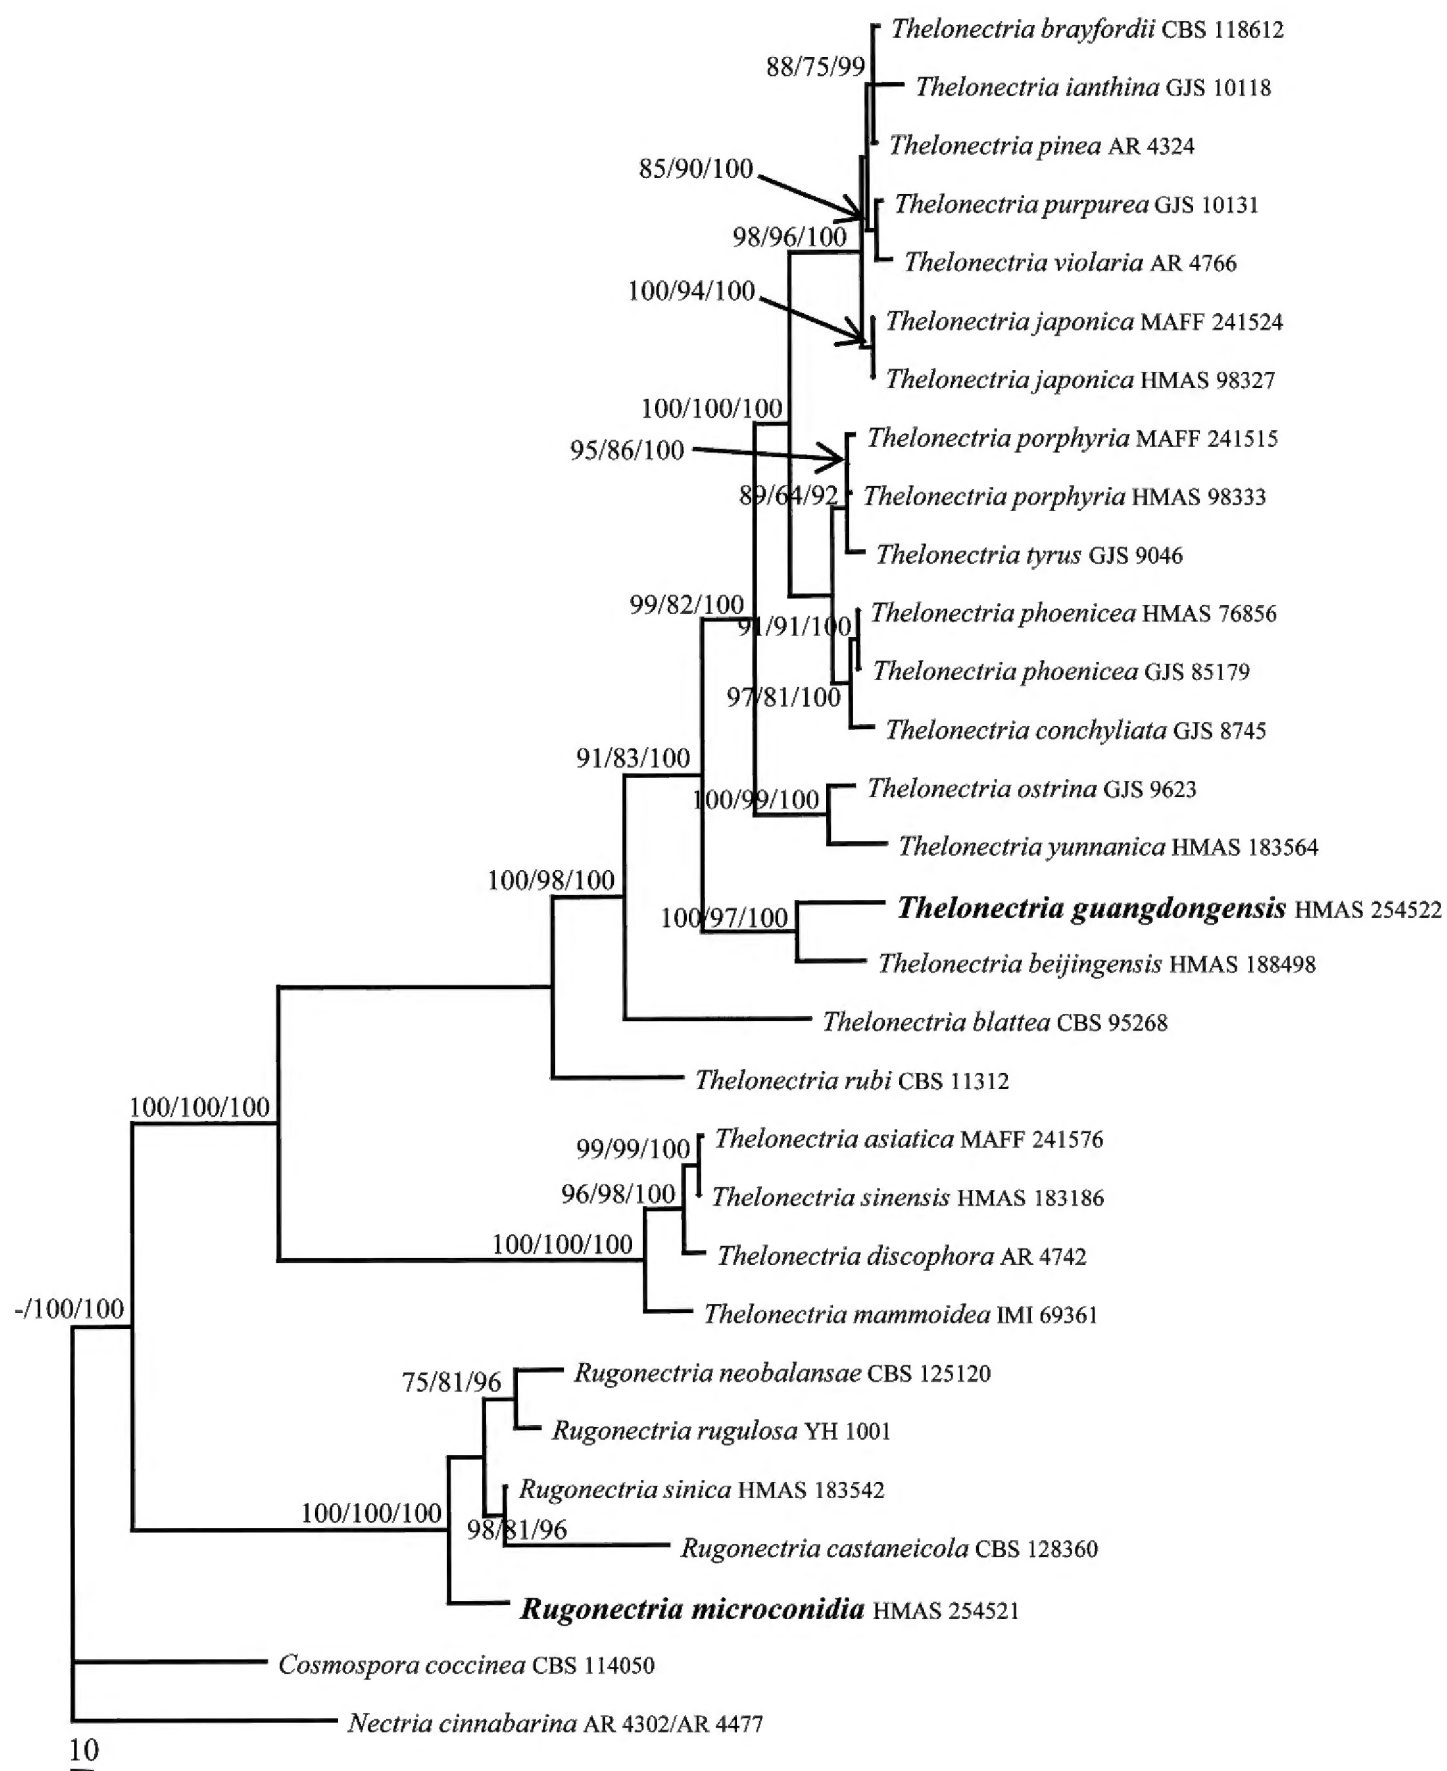 Thelonectria brayfordii CBS 118612
88/75/99
Thelonectria ianthina GJS 10118
Thelonectria pinea AR 4324
85/90/100
Thelonectria purpurea GJS 10131
98/96/100
Thelonectria violaria AR 4766
100/94/100
Thelonectria japonica MAFF 241524
Thelonectria japonica HMAS 98327
100/100/100
Thelonectria porphyria MAFF 241515
95/86/100
89/64/92
Thelonectria porphyria HMAS 98333
Thelonectria tyrus GJS 9046
99/82/100
Thelonectria phoenicea HMAS 76856
91/91/100
Thelonectria phoenicea GJS 85179
97/81/100
Thelonectria conchyliata GJS 8745
91/83/100
Thelonectria ostrina GJS 9623
100/99/100
Thelonectria yunnanica HMAS 183564
100/98/100
Thelonectria guangdongensis HMAS 254522
100/97/100
Thelonectria beijingensis HMAS 188498
Thelonectria blattea CBS 95268
Thelonectria rubi CBS 11312
100/100/100
Thelonectria asiatica MAFF 241576
99/99/100
96/98/100
Thelonectria sinensis HMAS 183186
100/100/100
Thelonectria discophora AR 4742
-/100/100
Thelonectria mammoidea IMI 69361
Rugonectria neobalansae CBS 125120
75/81/96
Rugonectria rugulosa YH 1001
Rugonectria sinica HMAS 183542
100/100/100
98/81/96
Rugonectria castaneicola CBS 128360
Rugonectria microconidia HMAS 254521
Cosmospora coccinea CBS 114050
Nectria cinnabarina AR 4302/AR 4477
10